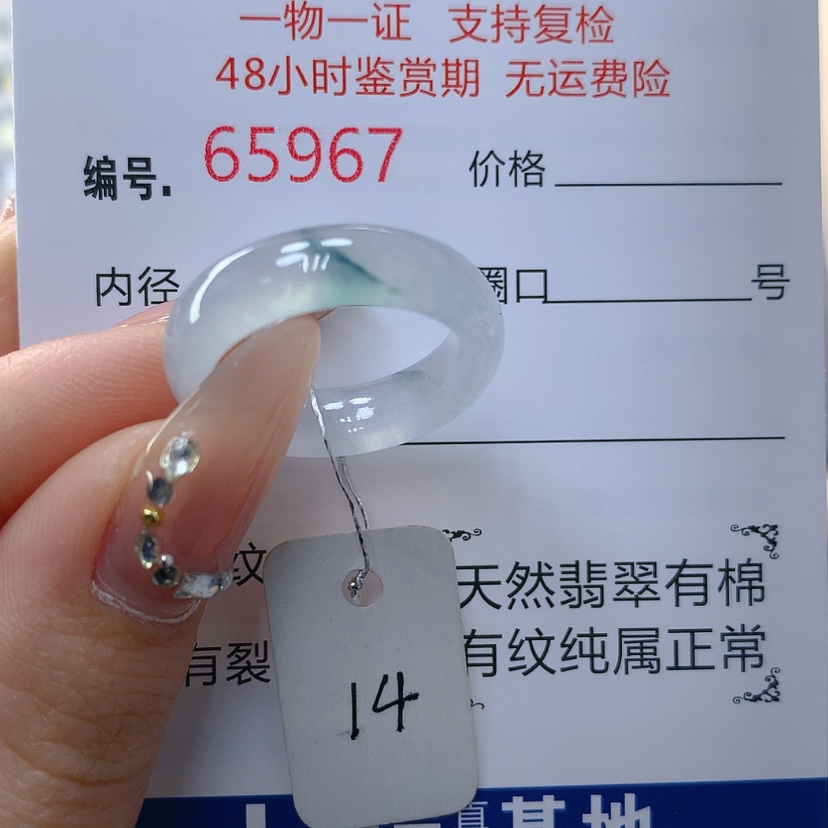 一物一证 支持复检
48小时鉴赏期 无运费险
编号. 65967 价格
内径 圈口 号
纹 天然翡翠有棉
有裂 有纹纯属正常
14
基地